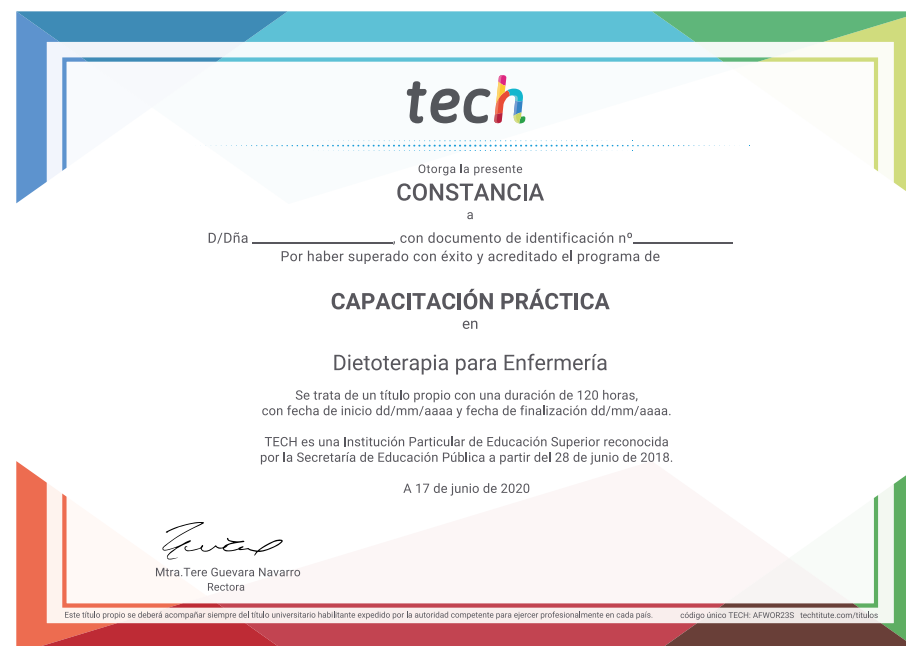 tech
Otorga la presente
CONSTANCIA
a
D/Dña ____________________, con documento de identificación nº______________
Por haber superado con éxito y acreditado el programa de
CAPACITACIÓN PRÁCTICA
en
Dietoterapia para Enfermería
Se trata de un título propio con una duración de 120 horas,
con fecha de inicio dd/mm/aaaa y fecha de finalización dd/mm/aaaa.
TECH es una Institución Particular de Educación Superior reconocida
por la Secretaría de Educación Pública a partir del 28 de junio de 2018.
A 17 de junio de 2020
Mtra.Tere Guevara Navarro
Rectora
Este título propio se deberá acompañar siempre del título universitario habilitante expedido por la autoridad competente para ejercer profesionalmente en cada país. código único TECH: AFWOR23S techtitute.com/titulos